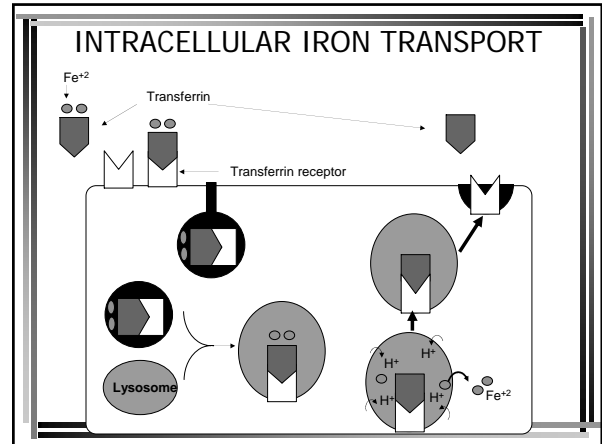 INTRACELLULAR IRON TRANSPORT
Fe+2
Transferrin
Transferrin receptor
Lysosome
H+
H+
H+
H+
Fe+2